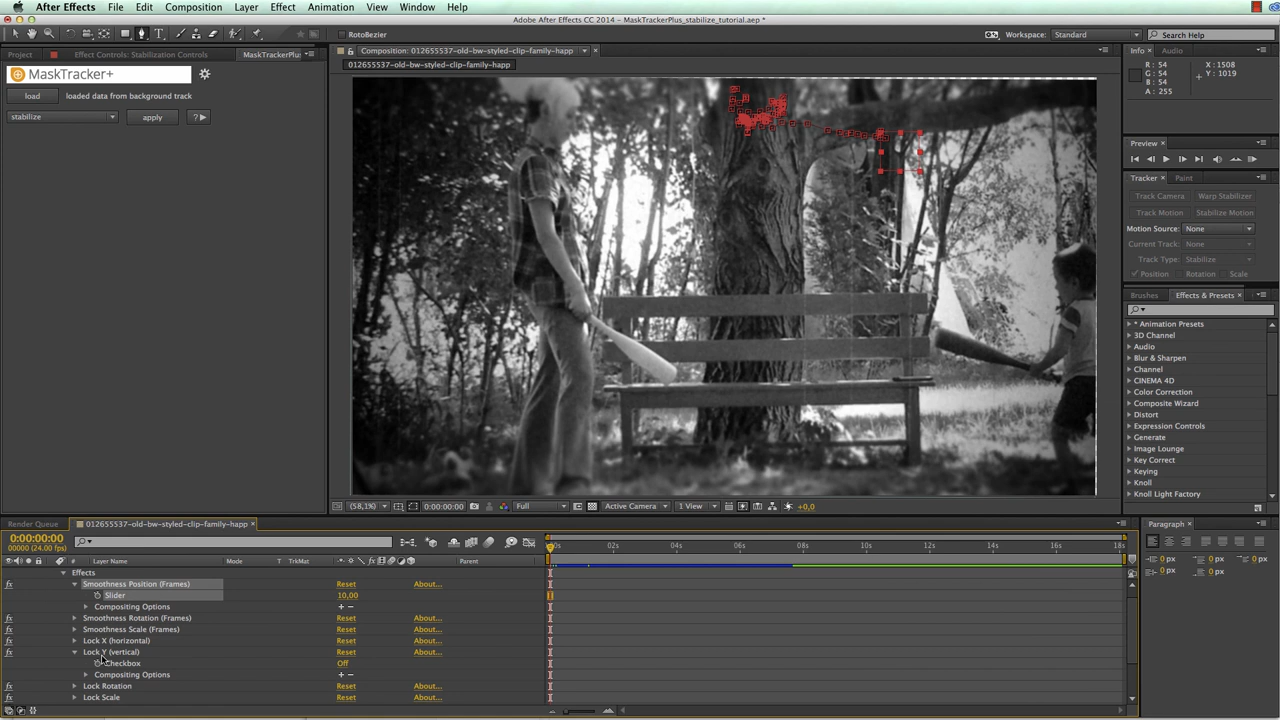 After Effects File Edit Composition Layer Effect Animation View Window Help
Adobe After Effects CC 2014 - MaskTrackerPlus_stabilize_tutorial.aep *
RotoBezier
Workspace: Standard
Search Help
Project
Effect Controls: Stabilization Controls
MaskTrackerPlu
MaskTracker+
load
loaded data from background track
stabilize
apply
?
Composition: 012655537-old-bw-styled-clip-family-happ
012655537-old-bw-styled-clip-family-happ
(58,1%)
0:00:00:00
Full
Active Camera
1 View
+0,0
Info
Audio
R : 54
G : 54
B : 54
A : 255
X : 1508
Y : 1019
Preview
Tracker
Paint
Track Camera
Warp Stabilizer
Track Motion
Stabilize Motion
Motion Source: None
Current Track: None
Track Type: Stabilize
Position
Rotation
Scale
Brushes
Effects & Presets
* Animation Presets
3D Channel
Audio
Blur & Sharpen
Channel
CINEMA 4D
Color Correction
Composite Wizard
Distort
Expression Controls
Generate
Image Lounge
Key Correct
Keying
Knoll
Knoll Light Factory
Render Queue
012655537-old-bw-styled-clip-family-happ
0:00:00:00
00000 (24.00 fps)
Layer Name
Mode
T TrkMat
Parent
02s 04s 06s 08s 10s 12s 14s 16s 18s
Effects
Smoothness Position (Frames) Reset About...
Slider 10,00
Compositing Options + −
Smoothness Rotation (Frames) Reset About...
Smoothness Scale (Frames) Reset About...
Lock X (horizontal) Reset About...
Lock Y (vertical) Reset About...
Checkbox Off
Compositing Options + −
Lock Rotation Reset About...
Lock Scale Reset About...
Paragraph
0 px
0 px
0 px
0 px
0 px